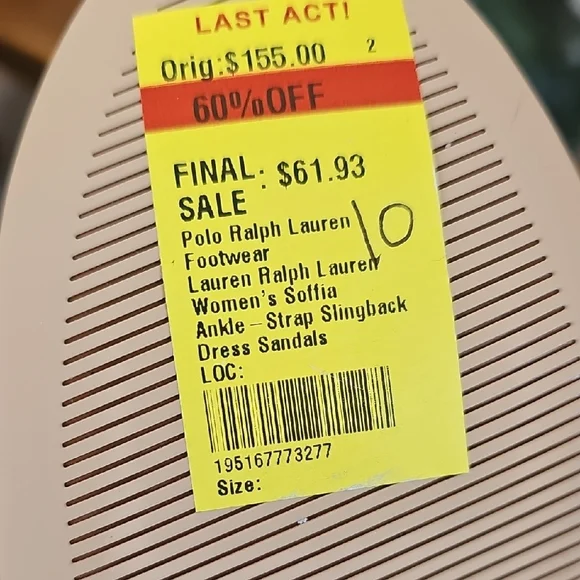 LAST ACT!
Orig:$155.00 2
60%OFF
FINAL: $61.93
SALE
10
Polo Ralph Lauren
Footwear
Lauren Ralph Lauren
Women's Soffia
Ankle-Strap Slingback
Dress Sandals
LOC:
195167773277
Size: